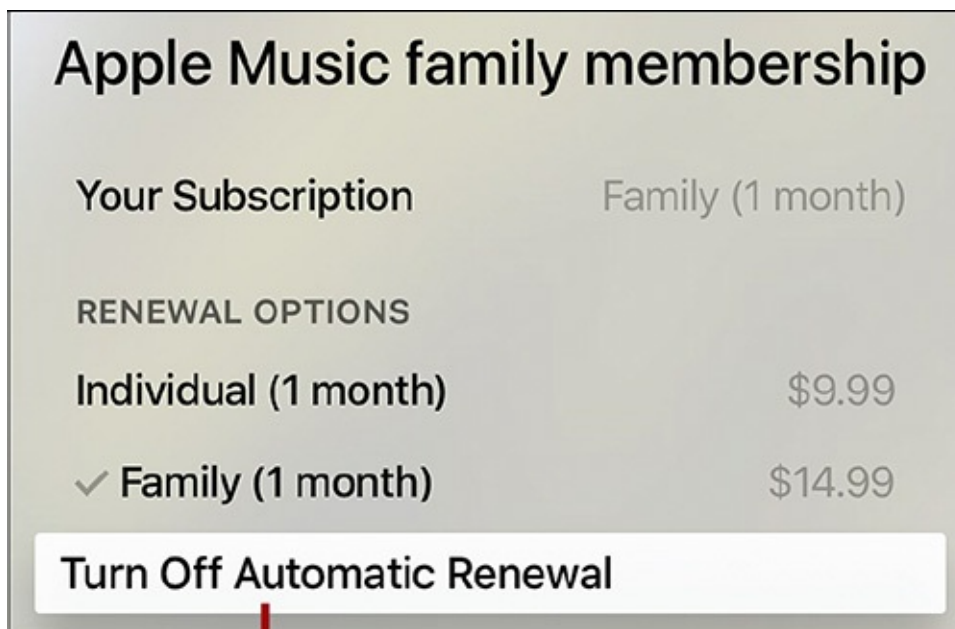 Apple Music family membership
Your Subscription Family (1 month)
RENEWAL OPTIONS
Individual (1 month) $9.99
✓ Family (1 month) $14.99
Turn Off Automatic Renewal